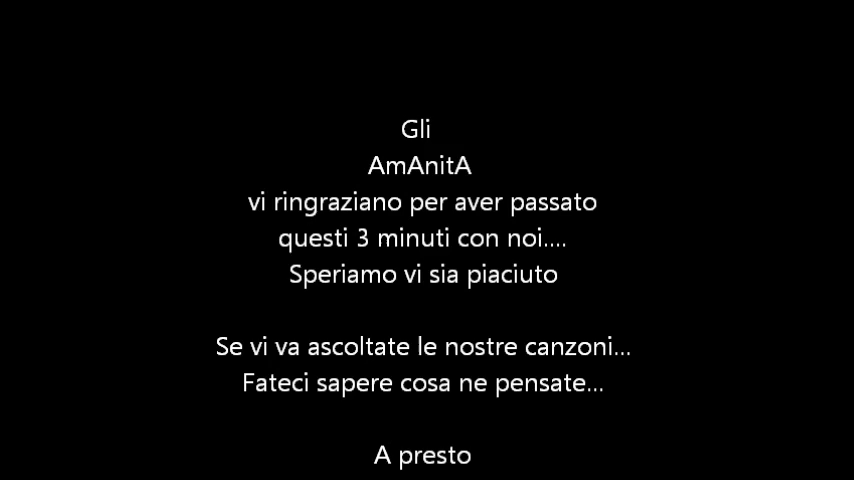 Gli
AmAnitA
vi ringraziano per aver passato
questi 3 minuti con noi....
Speriamo vi sia piaciuto
Se vi va ascoltate le nostre canzoni...
Fateci sapere cosa ne pensate...
A presto